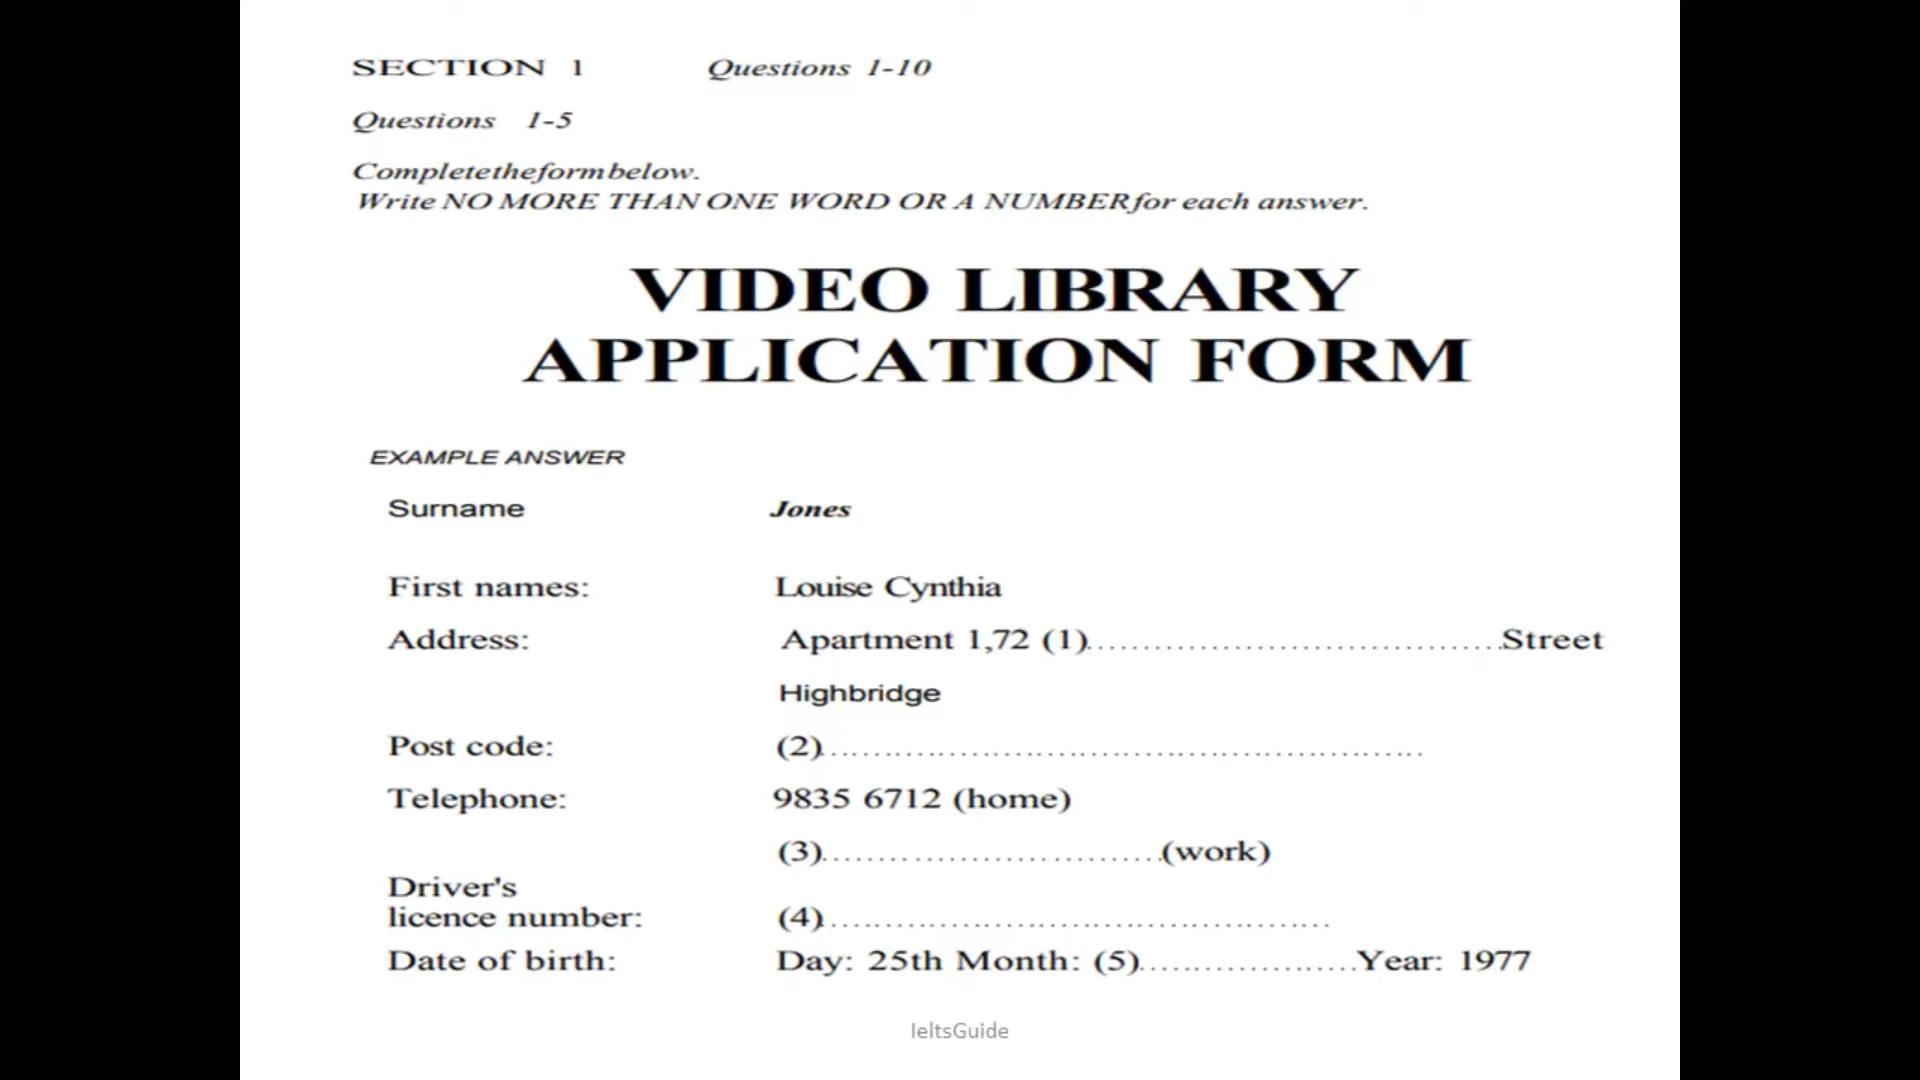 SECTION 1 Questions 1-10
Questions 1-5
Completetheformbelow.
Write NO MORE THAN ONE WORD OR A NUMBERfor each answer.
VIDEO LIBRARY
APPLICATION FORM
EXAMPLE ANSWER
Surname Jones
First names: Louise Cynthia
Address: Apartment 1,72 (1)....................................Street
Highbridge
Post code: (2)....................................................
Telephone: 9835 6712 (home)
(3)..............................(work)
Driver's
licence number: (4)...........................................
Date of birth: Day: 25th Month: (5)...................Year: 1977
IeltsGuide